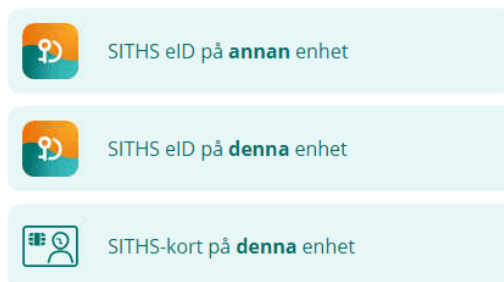 SITHS eID på annan enhet
SITHS eID på denna enhet
SITHS-kort på denna enhet